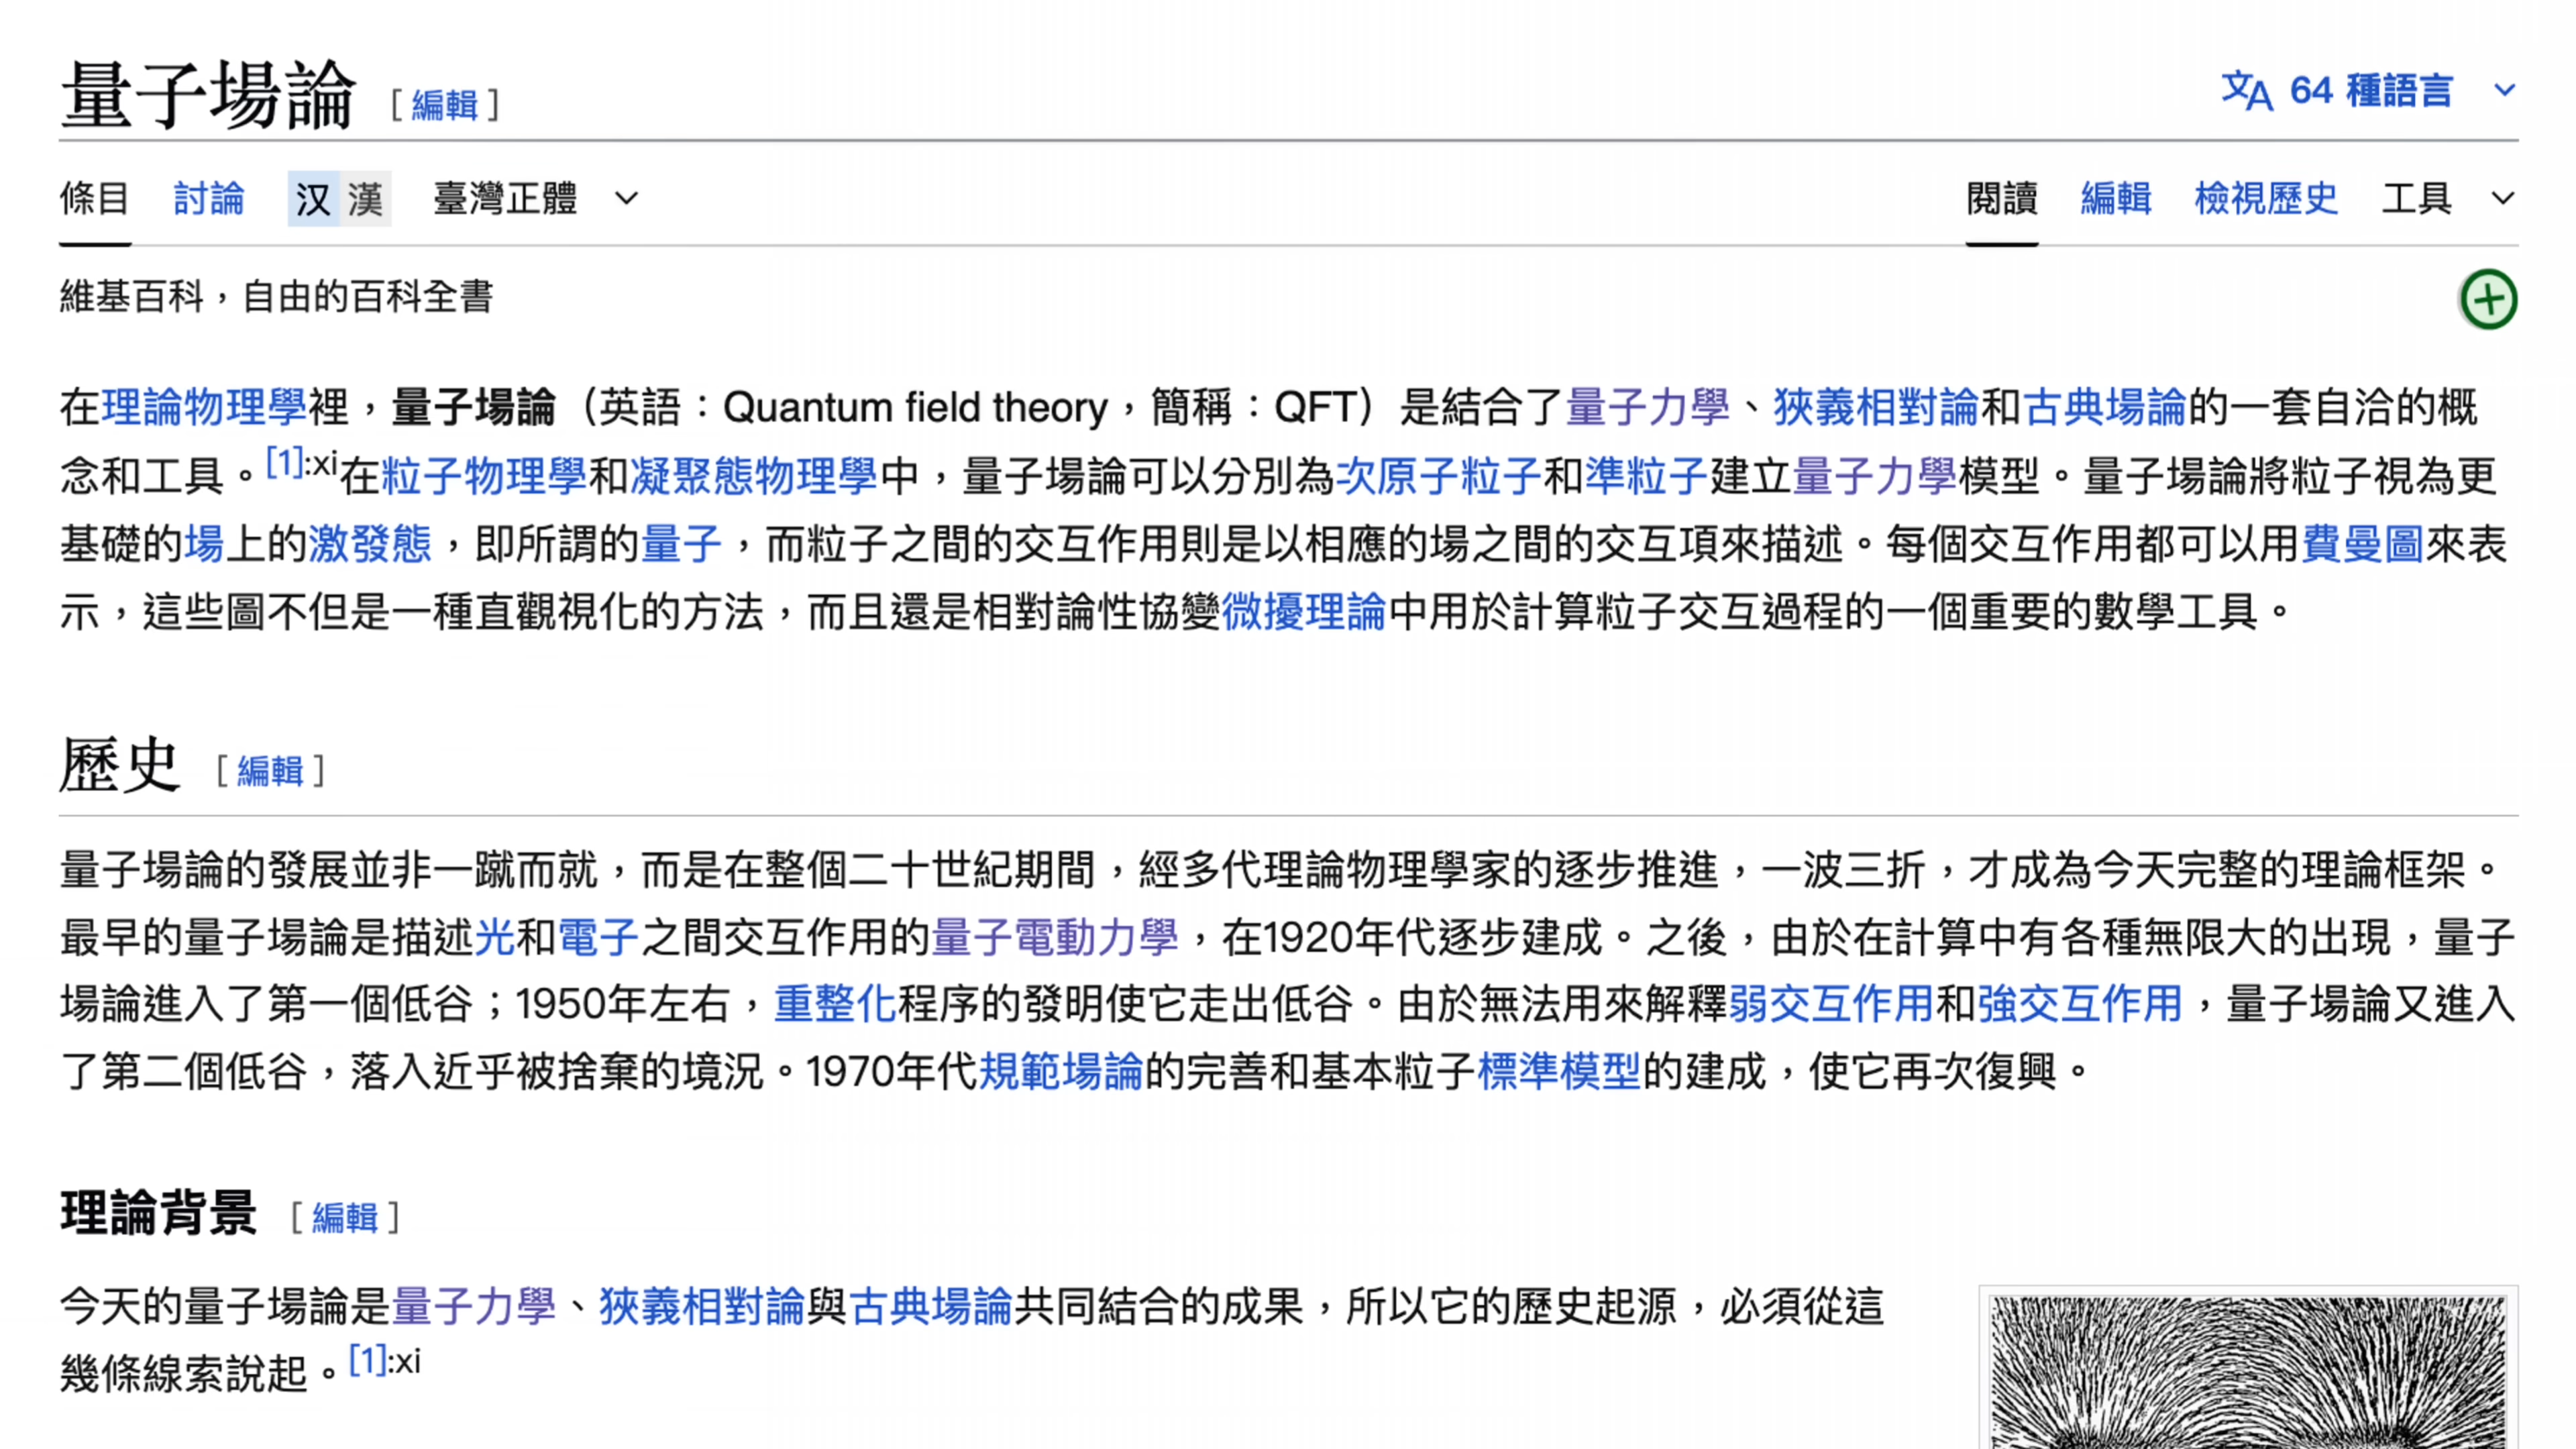 量子場論 [編輯]
文A 64 種語言
條目 討論 汉 漢 臺灣正體
閱讀 編輯 檢視歷史 工具
維基百科，自由的百科全書
在理論物理學裡，量子場論（英語：Quantum field theory，簡稱：QFT）是結合了量子力學、狹義相對論和古典場論的一套自洽的概
念和工具。[1]:xi在粒子物理學和凝聚態物理學中，量子場論可以分別為次原子粒子和準粒子建立量子力學模型。量子場論將粒子視為更
基礎的場上的激發態，即所謂的量子，而粒子之間的交互作用則是以相應的場之間的交互項來描述。每個交互作用都可以用費曼圖來表
示，這些圖不但是一種直觀視化的方法，而且還是相對論性協變微擾理論中用於計算粒子交互過程的一個重要的數學工具。
歷史 [編輯]
量子場論的發展並非一蹴而就，而是在整個二十世紀期間，經多代理論物理學家的逐步推進，一波三折，才成為今天完整的理論框架。
最早的量子場論是描述光和電子之間交互作用的量子電動力學，在1920年代逐步建成。之後，由於在計算中有各種無限大的出現，量子
場論進入了第一個低谷；1950年左右，重整化程序的發明使它走出低谷。由於無法用來解釋弱交互作用和強交互作用，量子場論又進入
了第二個低谷，落入近乎被捨棄的境況。1970年代規範場論的完善和基本粒子標準模型的建成，使它再次復興。
理論背景 [編輯]
今天的量子場論是量子力學、狹義相對論與古典場論共同結合的成果，所以它的歷史起源，必須從這
幾條線索說起。[1]:xi